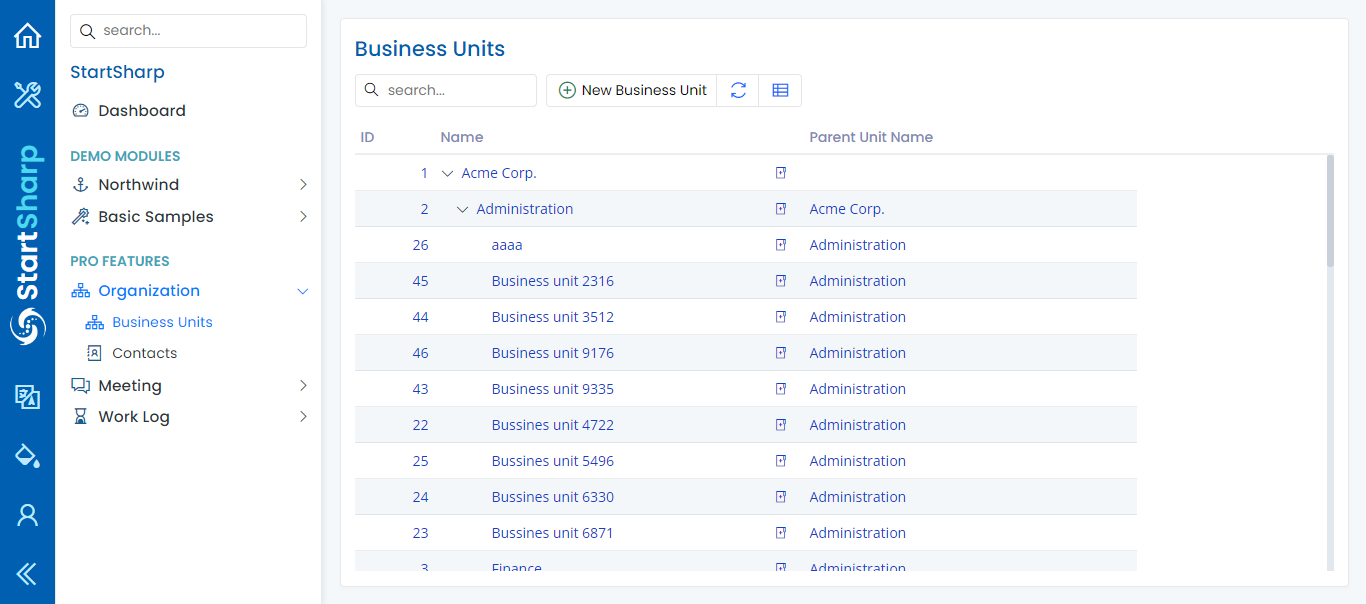 search...
StartSharp
Dashboard
DEMO MODULES
Northwind
Basic Samples
PRO FEATURES
Organization
Business Units
Contacts
Meeting
Work Log
StartSharp
Business Units
search...
New Business Unit
ID Name Parent Unit Name
1 Acme Corp.
2 Administration Acme Corp.
26 aaaa Administration
45 Business unit 2316 Administration
44 Business unit 3512 Administration
46 Business unit 9176 Administration
43 Business unit 9335 Administration
22 Bussines unit 4722 Administration
25 Bussines unit 5496 Administration
24 Bussines unit 6330 Administration
23 Bussines unit 6871 Administration
3 Finance Administration